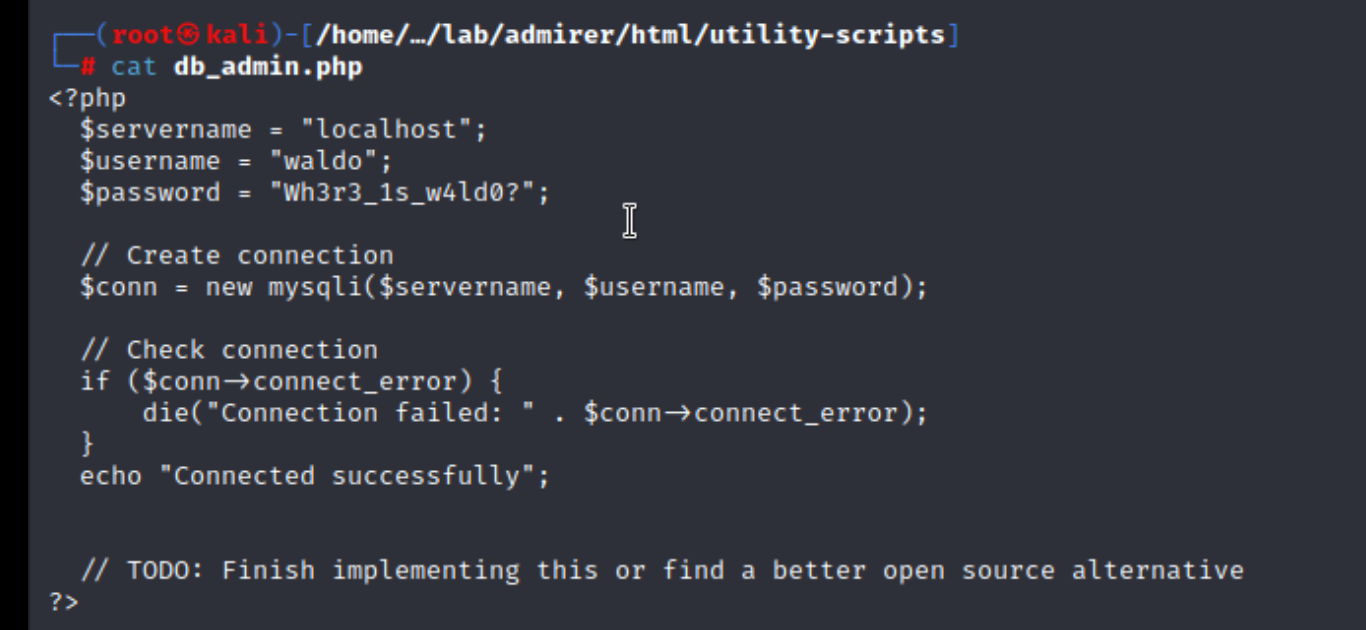 ┌──(root㉿kali)-[/home/…/lab/admirer/html/utility-scripts]
└─# cat db_admin.php
<?php
  $servername = "localhost";
  $username = "waldo";
  $password = "Wh3r3_1s_w4ld0?";

  // Create connection
  $conn = new mysqli($servername, $username, $password);

  // Check connection
  if ($conn->connect_error) {
      die("Connection failed: " . $conn->connect_error);
  }
  echo "Connected successfully";


  // TODO: Finish implementing this or find a better open source alternative
?>